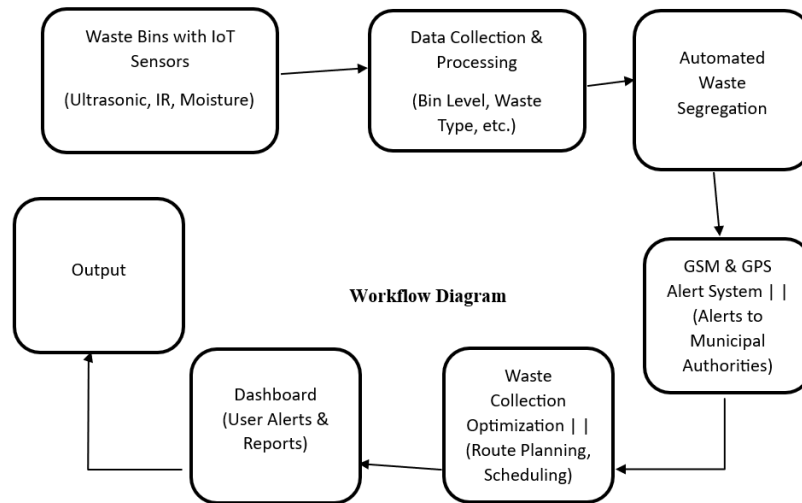 Waste Bins with IoT
Sensors
(Ultrasonic, IR, Moisture)
Data Collection &
Processing
(Bin Level, Waste
Type, etc.)
Automated
Waste
Segregation
GSM & GPS
Alert System | |
(Alerts to
Municipal
Authorities)
Waste
Collection
Optimization | |
(Route Planning,
Scheduling)
Dashboard
(User Alerts &
Reports)
Output
Workflow Diagram